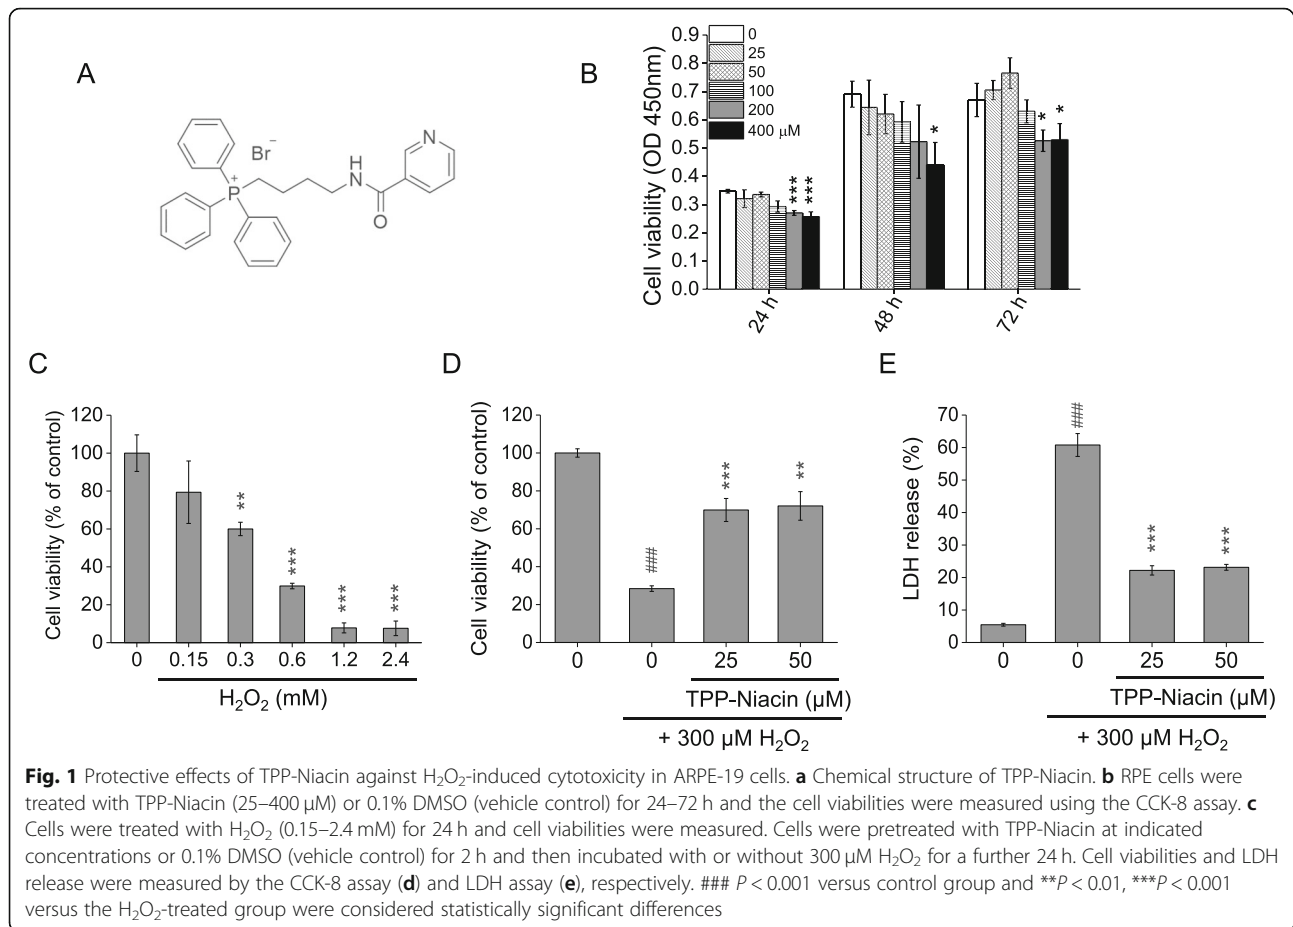 A
Br−
P+
H
N
O
N
B
Cell viability (OD 450nm)
0.9
0.8
0.7
0.6
0.5
0.4
0.3
0.2
0.1
0.0
0
25
50
100
200
400 μM
***
***
*
*
*
24 h
48 h
72 h
C
Cell viability (% of control)
120
100
80
60
40
20
0
**
***
***
***
0 0.15 0.3 0.6 1.2 2.4
H₂O₂ (mM)
D
Cell viability (% of control)
120
100
80
60
40
20
0
###
***
**
0 0 25 50
TPP-Niacin (µM)
+ 300 µM H₂O₂
E
LDH release (%)
70
60
50
40
30
20
10
0
###
***
***
0 0 25 50
TPP-Niacin (µM)
+ 300 µM H₂O₂
Fig. 1 Protective effects of TPP-Niacin against H₂O₂-induced cytotoxicity in ARPE-19 cells. a Chemical structure of TPP-Niacin. b RPE cells were
treated with TPP-Niacin (25–400 μM) or 0.1% DMSO (vehicle control) for 24–72 h and the cell viabilities were measured using the CCK-8 assay. c
Cells were treated with H₂O₂ (0.15–2.4 mM) for 24 h and cell viabilities were measured. Cells were pretreated with TPP-Niacin at indicated
concentrations or 0.1% DMSO (vehicle control) for 2 h and then incubated with or without 300 μM H₂O₂ for a further 24 h. Cell viabilities and LDH
release were measured by the CCK-8 assay (d) and LDH assay (e), respectively. ### P < 0.001 versus control group and **P < 0.01, ***P < 0.001
versus the H₂O₂-treated group were considered statistically significant differences